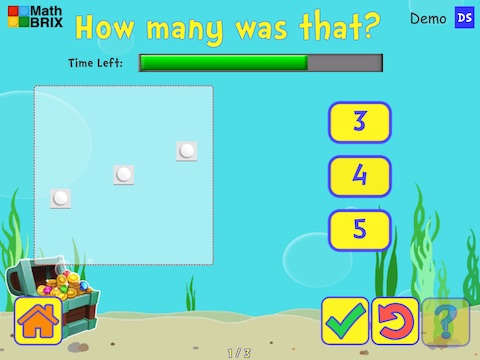 Math
BRIX
How many was that?
Demo DS
Time Left:
3
4
5
?
1 / 3